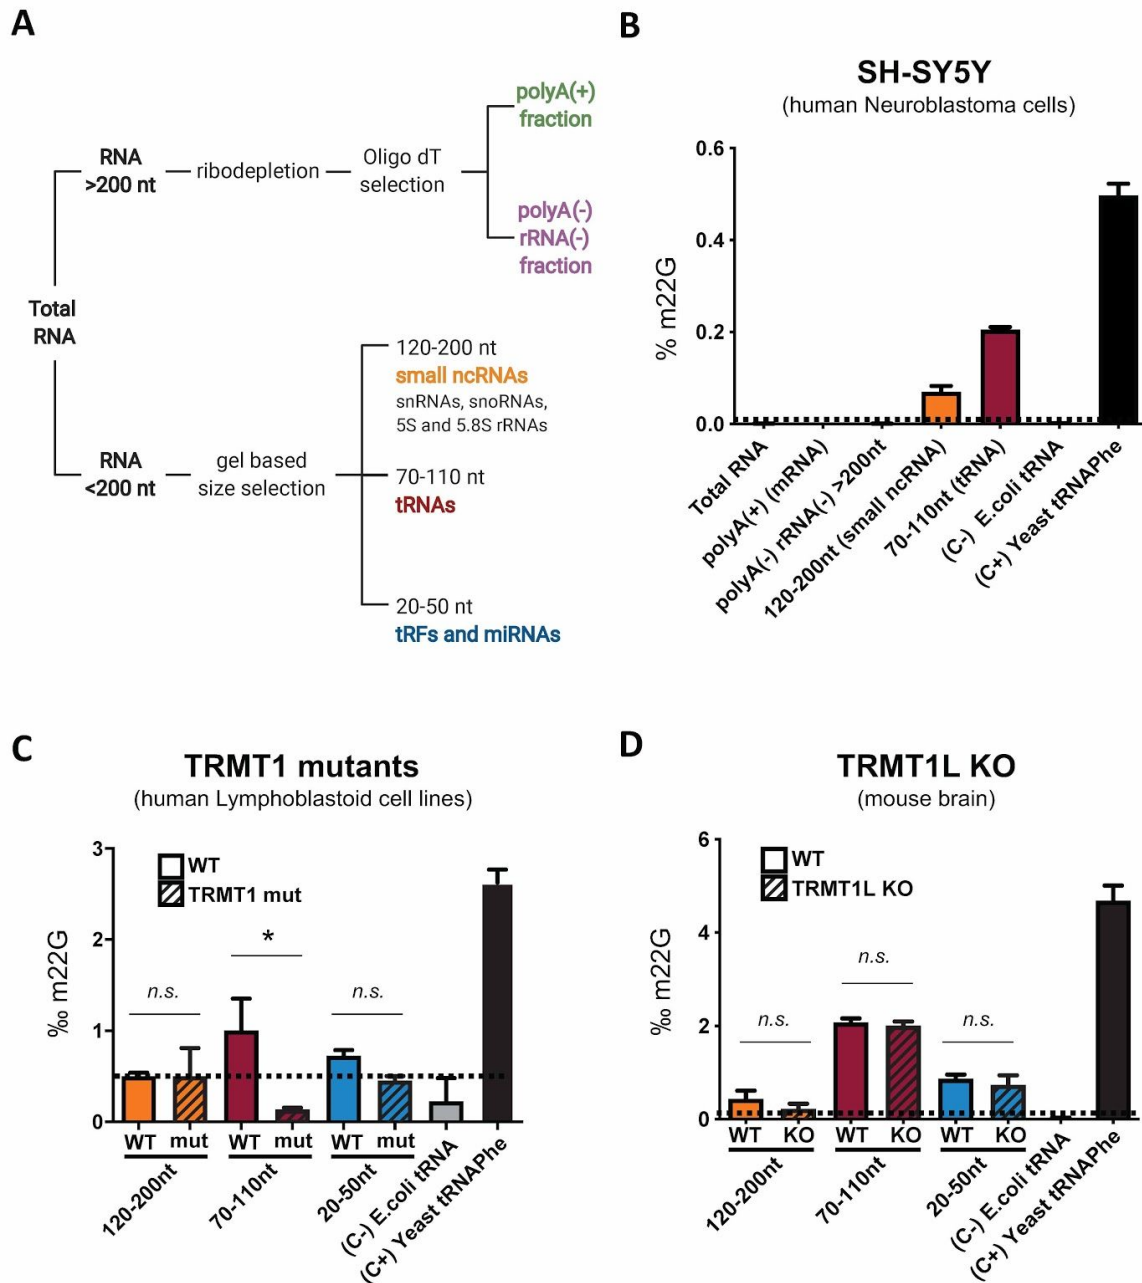 A
Total
RNA
RNA
>200 nt
ribodepletion
Oligo dT
selection
polyA(+)
fraction
polyA(-)
rRNA(-)
fraction
RNA
<200 nt
gel based
size selection
120-200 nt
small ncRNAs
snRNAs, snoRNAs,
5S and 5.8S rRNAs
70-110 nt
tRNAs
20-50 nt
tRFs and miRNAs
B
SH-SY5Y
(human Neuroblastoma cells)
% m22G
0.6
0.4
0.2
0.0
Total RNA
polyA(+) (mRNA)
polyA(-) rRNA(-) >200nt
120-200nt (small ncRNA)
70-110nt (tRNA)
(C-) E.coli tRNA
(C+) Yeast tRNAPhe
C
TRMT1 mutants
(human Lymphoblastoid cell lines)
‰ m22G
3
2
1
0
WT
TRMT1 mut
n.s.
*
n.s.
WT mut WT mut WT mut
120-200nt
70-110nt
20-50nt
(C-) E.coli tRNA
(C+) Yeast tRNAPhe
D
TRMT1L KO
(mouse brain)
‰ m22G
6
4
2
0
WT
TRMT1L KO
n.s.
n.s.
n.s.
WT KO WT KO WT KO
120-200nt
70-110nt
20-50nt
(C-) E.coli tRNA
(C+) Yeast tRNAPhe